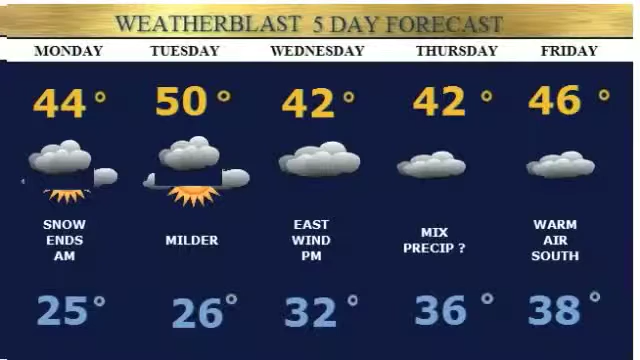 WEATHERBLAST 5 DAY FORECAST
MONDAY TUESDAY WEDNESDAY THURSDAY FRIDAY
44° 50° 42° 42° 46°
SNOW
ENDS
AM
MILDER
EAST
WIND
PM
MIX
PRECIP ?
WARM
AIR
SOUTH
25° 26° 32° 36° 38°